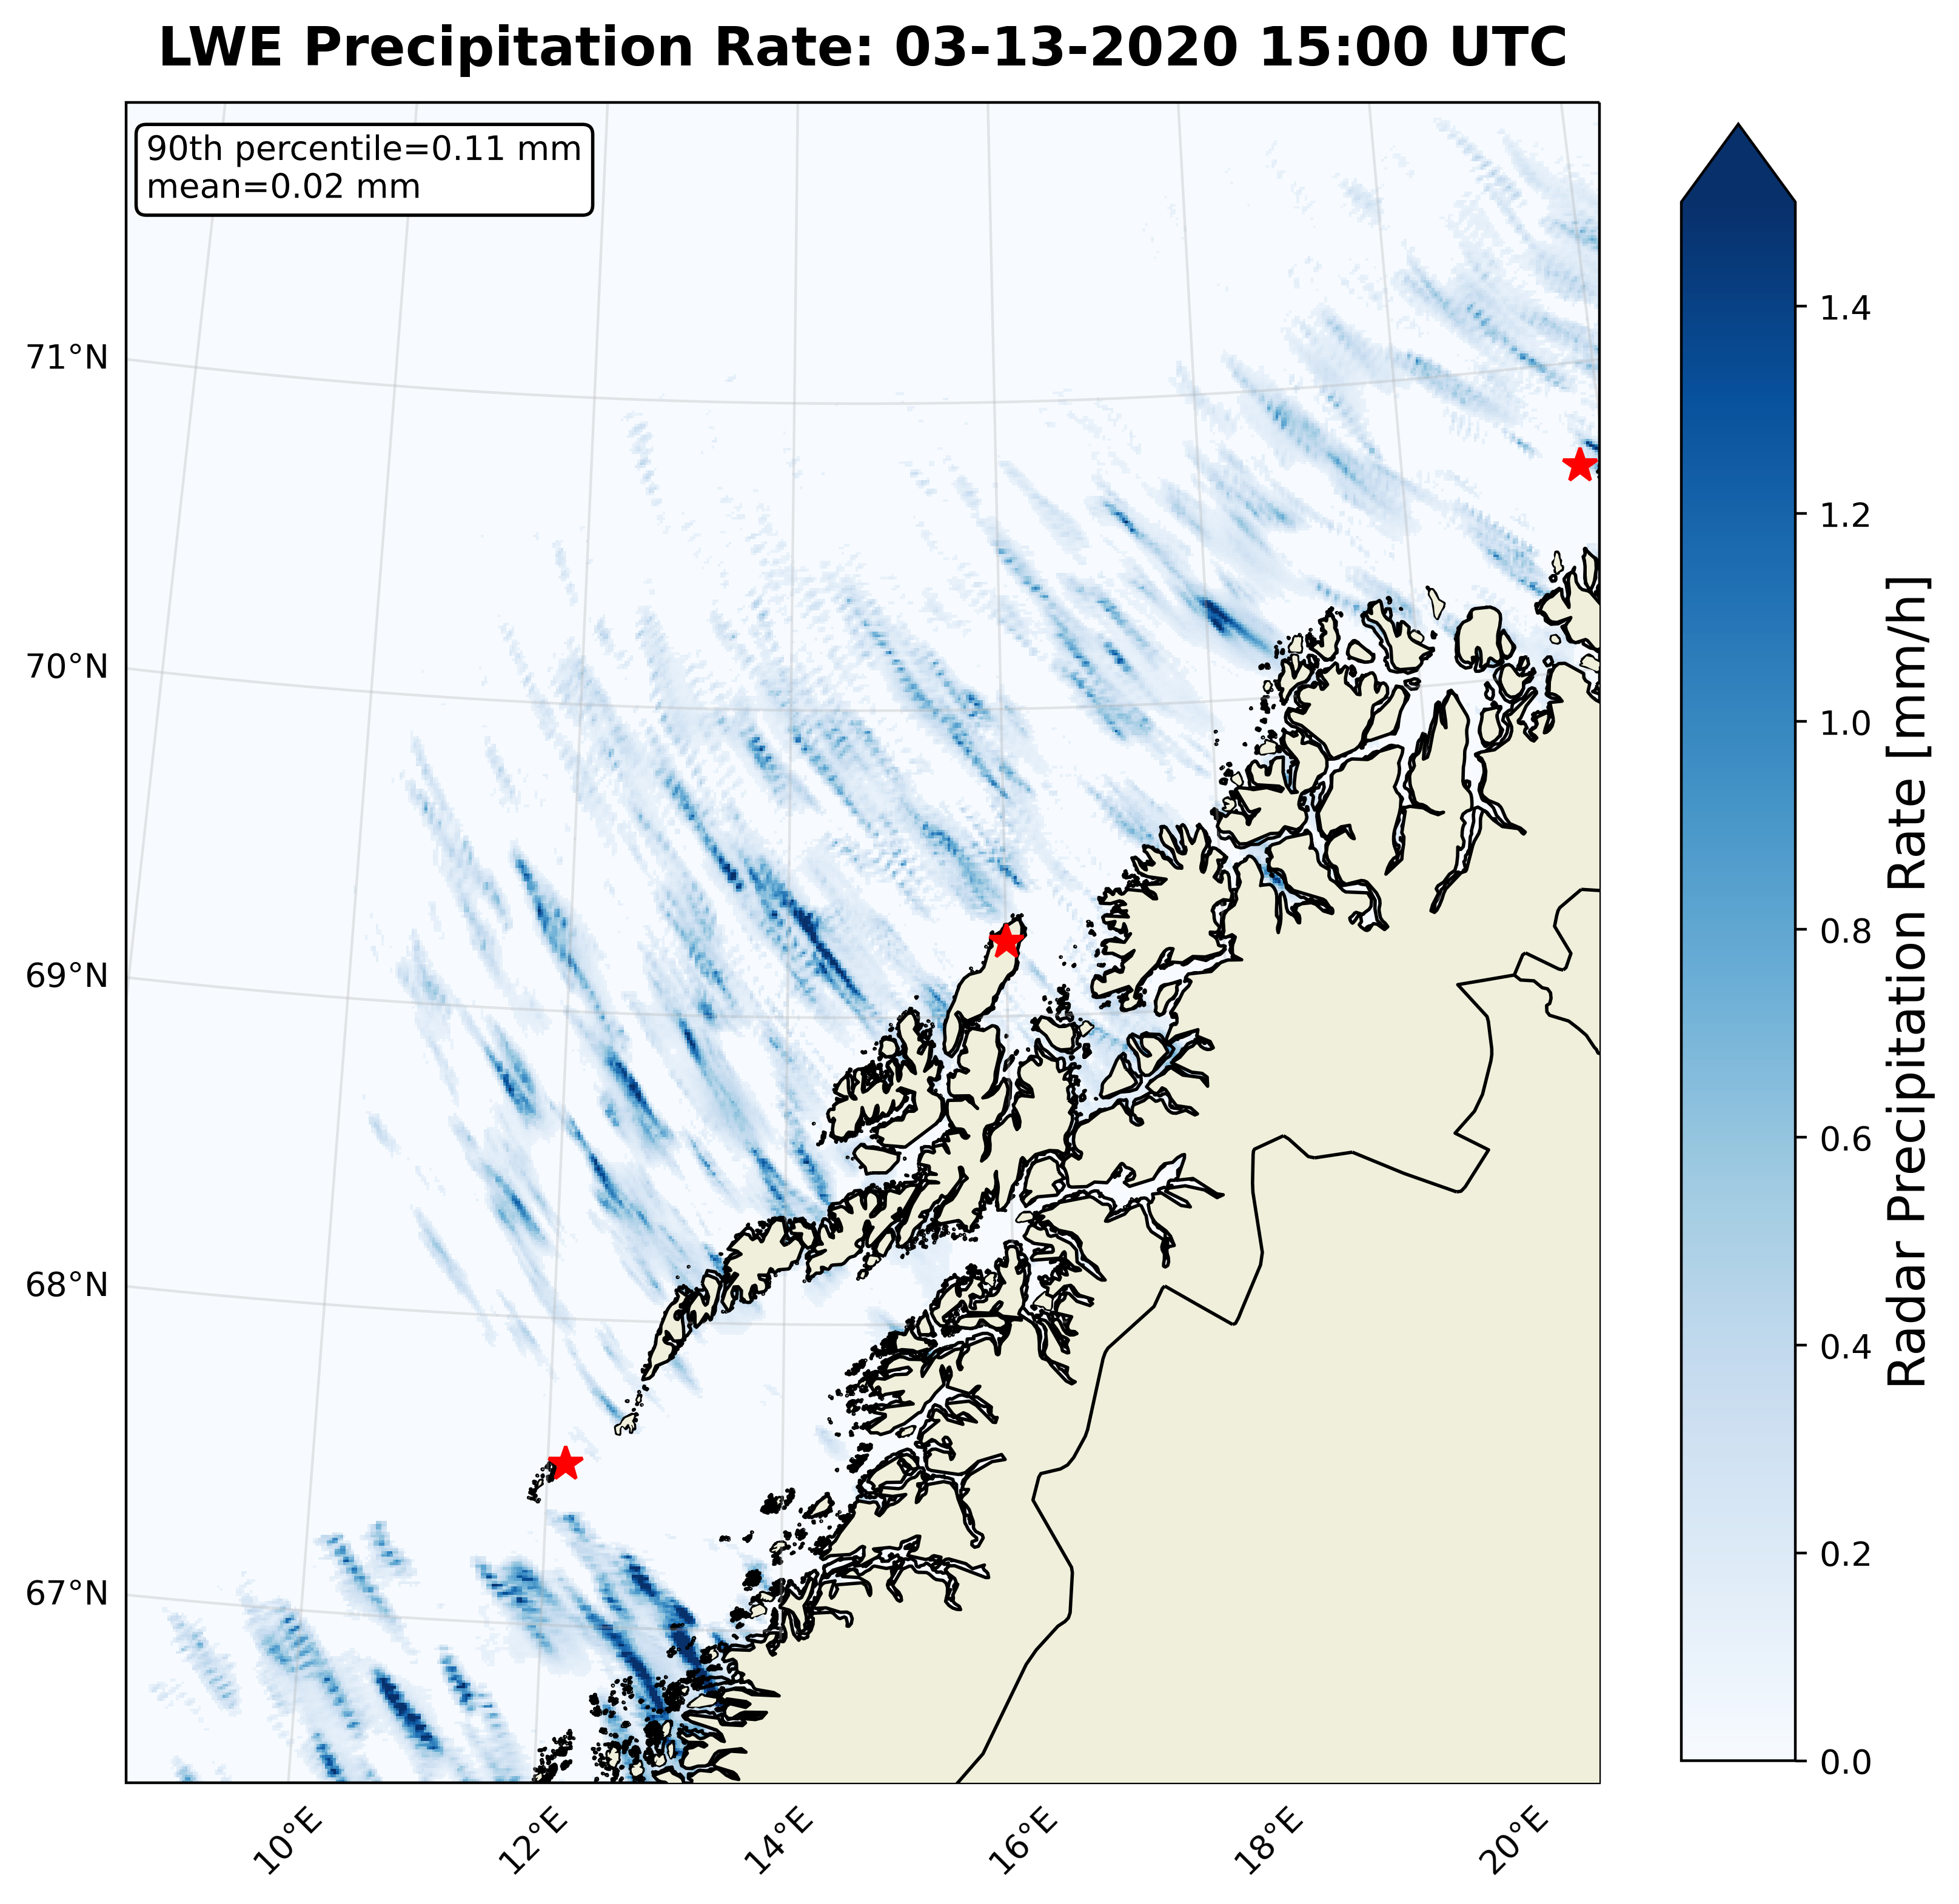 LWE Precipitation Rate: 03-13-2020 15:00 UTC
90th percentile=0.11 mm
mean=0.02 mm
71°N
70°N
69°N
68°N
67°N
10°E
12°E
14°E
16°E
18°E
20°E
1.4
1.2
1.0
0.8
0.6
0.4
0.2
0.0
Radar Precipitation Rate [mm/h]